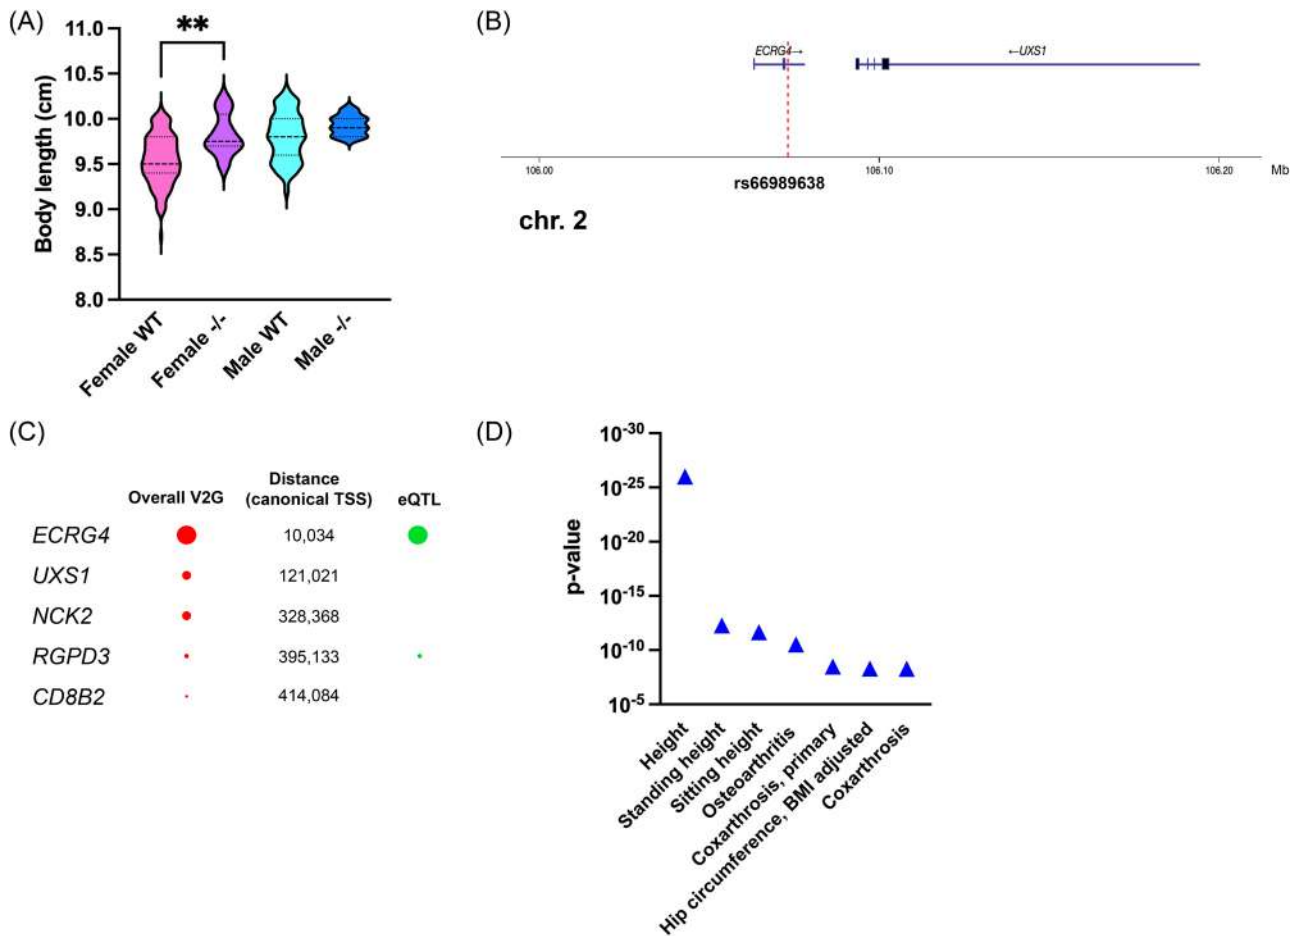 (A)
**
Body length (cm)
11.0
10.5
10.0
9.5
9.0
8.5
8.0
Female WT
Female -/-
Male WT
Male -/-
(B)
ECRG4→
←UXS1
106.00
106.10
106.20
Mb
rs66989638
chr. 2
(C)
Overall V2G
Distance
(canonical TSS)
eQTL
ECRG4 10,034
UXS1 121,021
NCK2 328,368
RGPD3 395,133
CD8B2 414,084
(D)
p-value
10-30
10-25
10-20
10-15
10-10
10-5
Height
Standing height
Sitting height
Osteoarthritis
Coxarthrosis, primary
Hip circumference, BMI adjusted
Coxarthrosis